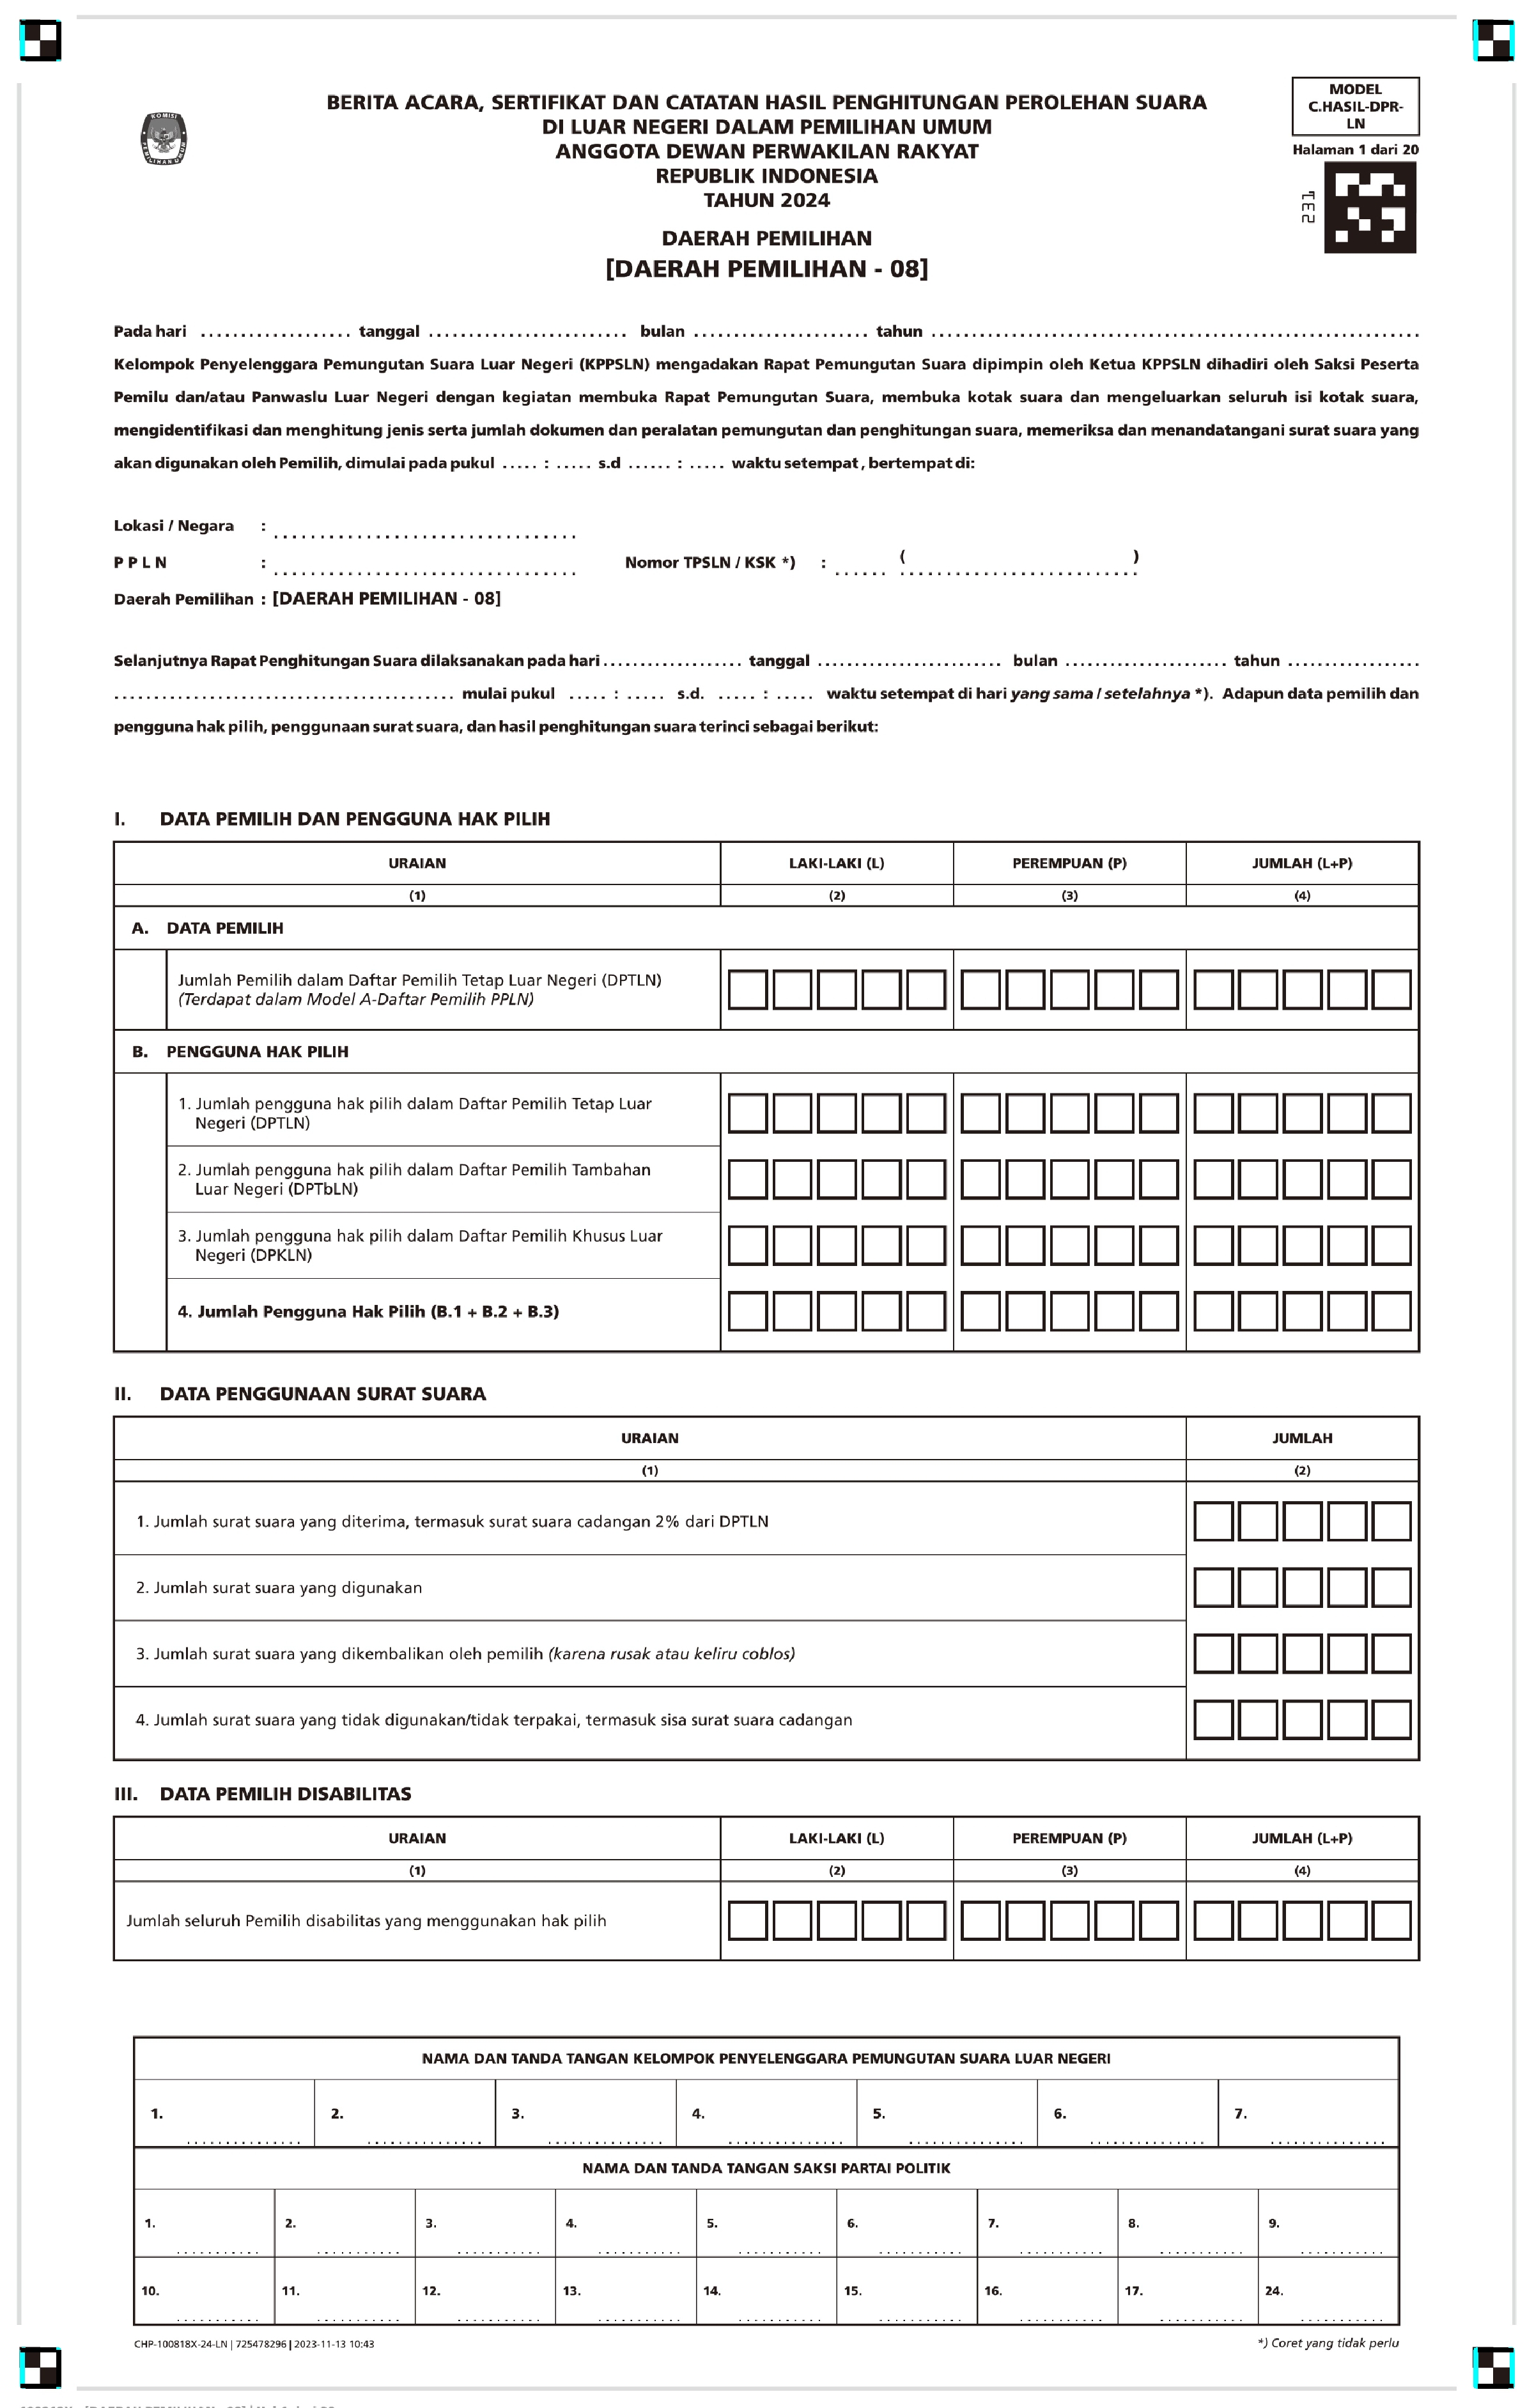 MODEL
C.HASIL-DPR-
LN
Halaman 1 dari 20
231
KOMISI
PEMILIHAN UMUM
BERITA ACARA, SERTIFIKAT DAN CATATAN HASIL PENGHITUNGAN PEROLEHAN SUARA
DI LUAR NEGERI DALAM PEMILIHAN UMUM
ANGGOTA DEWAN PERWAKILAN RAKYAT
REPUBLIK INDONESIA
TAHUN 2024
DAERAH PEMILIHAN
[DAERAH PEMILIHAN - 08]
Pada hari ................... tanggal ......................... bulan ...................... tahun ..............................................................
Kelompok Penyelenggara Pemungutan Suara Luar Negeri (KPPSLN) mengadakan Rapat Pemungutan Suara dipimpin oleh Ketua KPPSLN dihadiri oleh Saksi Peserta
Pemilu dan/atau Panwaslu Luar Negeri dengan kegiatan membuka Rapat Pemungutan Suara, membuka kotak suara dan mengeluarkan seluruh isi kotak suara,
mengidentifikasi dan menghitung jenis serta jumlah dokumen dan peralatan pemungutan dan penghitungan suara, memeriksa dan menandatangani surat suara yang
akan digunakan oleh Pemilih, dimulai pada pukul ..... : ..... s.d ...... : ..... waktu setempat , bertempat di:
Lokasi / Negara : .................................
P P L N : ................................. Nomor TPSLN / KSK *) : ...... ( .......................... )
Daerah Pemilihan : [DAERAH PEMILIHAN - 08]
Selanjutnya Rapat Penghitungan Suara dilaksanakan pada hari .................. tanggal ....................... bulan ..................... tahun .................
........................................... mulai pukul ..... : ..... s.d. ..... : ..... waktu setempat di hari yang sama / setelahnya *). Adapun data pemilih dan
pengguna hak pilih, penggunaan surat suara, dan hasil penghitungan suara terinci sebagai berikut:
I. DATA PEMILIH DAN PENGGUNA HAK PILIH
URAIAN LAKI-LAKI (L) PEREMPUAN (P) JUMLAH (L+P)
(1) (2) (3) (4)
A. DATA PEMILIH
Jumlah Pemilih dalam Daftar Pemilih Tetap Luar Negeri (DPTLN)
(Terdapat dalam Model A-Daftar Pemilih PPLN)
B. PENGGUNA HAK PILIH
1. Jumlah pengguna hak pilih dalam Daftar Pemilih Tetap Luar
Negeri (DPTLN)
2. Jumlah pengguna hak pilih dalam Daftar Pemilih Tambahan
Luar Negeri (DPTbLN)
3. Jumlah pengguna hak pilih dalam Daftar Pemilih Khusus Luar
Negeri (DPKLN)
4. Jumlah Pengguna Hak Pilih (B.1 + B.2 + B.3)
II. DATA PENGGUNAAN SURAT SUARA
URAIAN JUMLAH
(1) (2)
1. Jumlah surat suara yang diterima, termasuk surat suara cadangan 2% dari DPTLN
2. Jumlah surat suara yang digunakan
3. Jumlah surat suara yang dikembalikan oleh pemilih (karena rusak atau keliru coblos)
4. Jumlah surat suara yang tidak digunakan/tidak terpakai, termasuk sisa surat suara cadangan
III. DATA PEMILIH DISABILITAS
URAIAN LAKI-LAKI (L) PEREMPUAN (P) JUMLAH (L+P)
(1) (2) (3) (4)
Jumlah seluruh Pemilih disabilitas yang menggunakan hak pilih
NAMA DAN TANDA TANGAN KELOMPOK PENYELENGGARA PEMUNGUTAN SUARA LUAR NEGERI
1. 2. 3. 4. 5. 6. 7.
NAMA DAN TANDA TANGAN SAKSI PARTAI POLITIK
1. 2. 3. 4. 5. 6. 7. 8. 9.
10. 11. 12. 13. 14. 15. 16. 17. 24.
CHP-100818X-24-LN | 725478296 | 2023-11-13 10:43 *) Coret yang tidak perlu